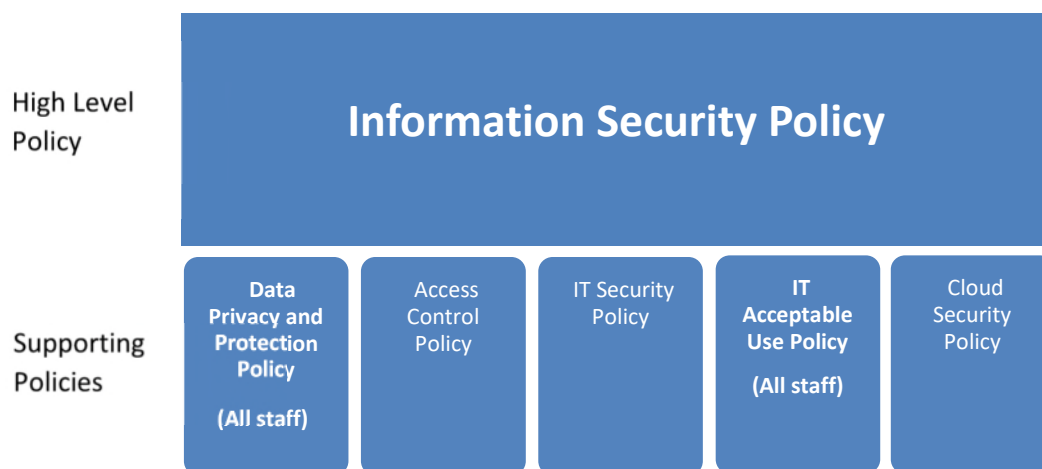 High Level
Policy
Information Security Policy
Supporting
Policies
Data
Privacy and
Protection
Policy
(All staff)
Access
Control
Policy
IT Security
Policy
IT
Acceptable
Use Policy
(All staff)
Cloud
Security
Policy